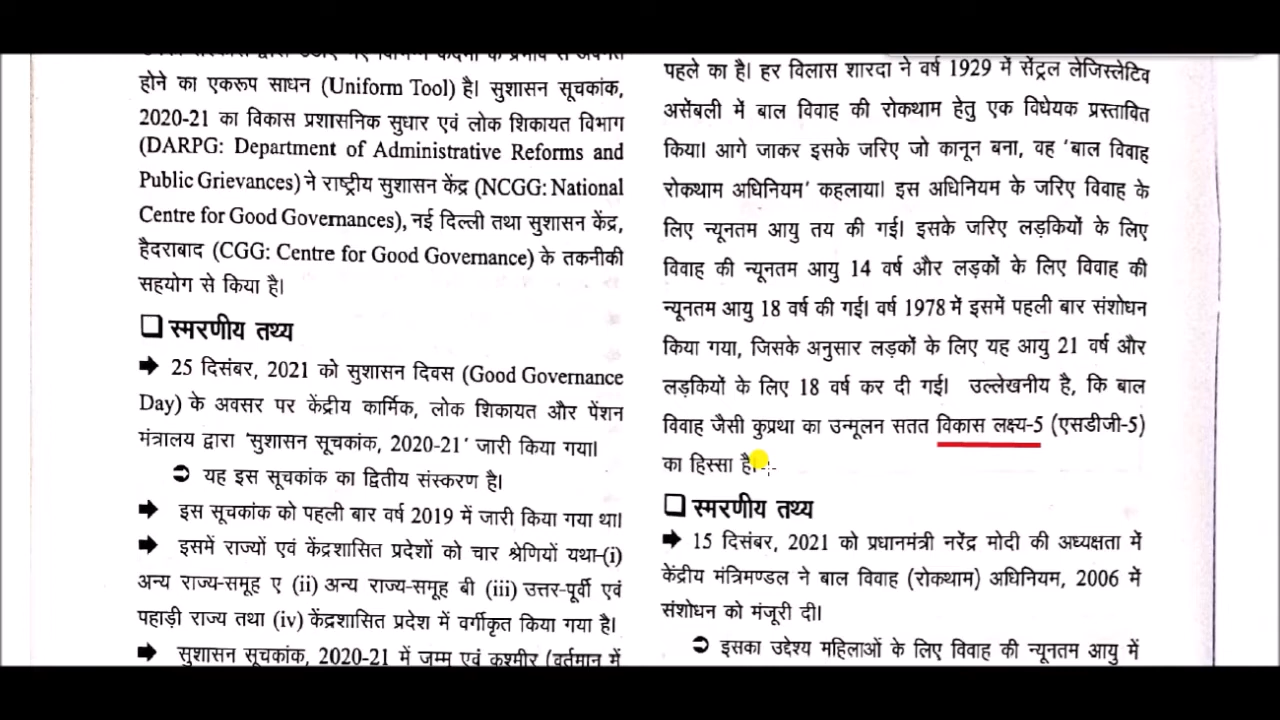 होने का एकरूप साधन (Uniform Tool) है। सुशासन सूचकांक,
2020-21 का विकास प्रशासनिक सुधार एवं लोक शिकायत विभाग
(DARPG: Department of Administrative Reforms and
Public Grievances) ने राष्ट्रीय सुशासन केंद्र (NCGG: National
Centre for Good Governances), नई दिल्ली तथा सुशासन केंद्र,
हैदराबाद (CGG: Centre for Good Governance) के तकनीकी
सहयोग से किया है।
❑ स्मरणीय तथ्य
➡ 25 दिसंबर, 2021 को सुशासन दिवस (Good Governance
Day) के अवसर पर केंद्रीय कार्मिक, लोक शिकायत और पेंशन
मंत्रालय द्वारा 'सुशासन सूचकांक, 2020-21' जारी किया गया।
➲ यह इस सूचकांक का द्वितीय संस्करण है।
➡ इस सूचकांक को पहली बार वर्ष 2019 में जारी किया गया था।
➡ इसमें राज्यों एवं केंद्रशासित प्रदेशों को चार श्रेणियों यथा-(i)
अन्य राज्य-समूह ए (ii) अन्य राज्य-समूह बी (iii) उत्तर-पूर्वी एवं
पहाड़ी राज्य तथा (iv) केंद्रशासित प्रदेश में वर्गीकृत किया गया है।
➡ सुशासन सूचकांक, 2020-21 में जम्मू एवं कश्मीर (वर्तमान में
पहले का है। हर विलास शारदा ने वर्ष 1929 में सेंट्रल लेजिस्लेटिव
असेंबली में बाल विवाह की रोकथाम हेतु एक विधेयक प्रस्तावित
किया। आगे जाकर इसके जरिए जो कानून बना, वह 'बाल विवाह
रोकथाम अधिनियम' कहलाया। इस अधिनियम के जरिए विवाह के
लिए न्यूनतम आयु तय की गई। इसके जरिए लड़कियों के लिए
विवाह की न्यूनतम आयु 14 वर्ष और लड़कों के लिए विवाह की
न्यूनतम आयु 18 वर्ष की गई। वर्ष 1978 में इसमें पहली बार संशोधन
किया गया, जिसके अनुसार लड़कों के लिए यह आयु 21 वर्ष और
लड़कियों के लिए 18 वर्ष कर दी गई। उल्लेखनीय है, कि बाल
विवाह जैसी कुप्रथा का उन्मूलन सतत विकास लक्ष्य-5 (एसडीजी-5)
का हिस्सा है।
❑ स्मरणीय तथ्य
➡ 15 दिसंबर, 2021 को प्रधानमंत्री नरेंद्र मोदी की अध्यक्षता में
केंद्रीय मंत्रिमण्डल ने बाल विवाह (रोकथाम) अधिनियम, 2006 में
संशोधन को मंजूरी दी।
➲ इसका उद्देश्य महिलाओं के लिए विवाह की न्यूनतम आयु में